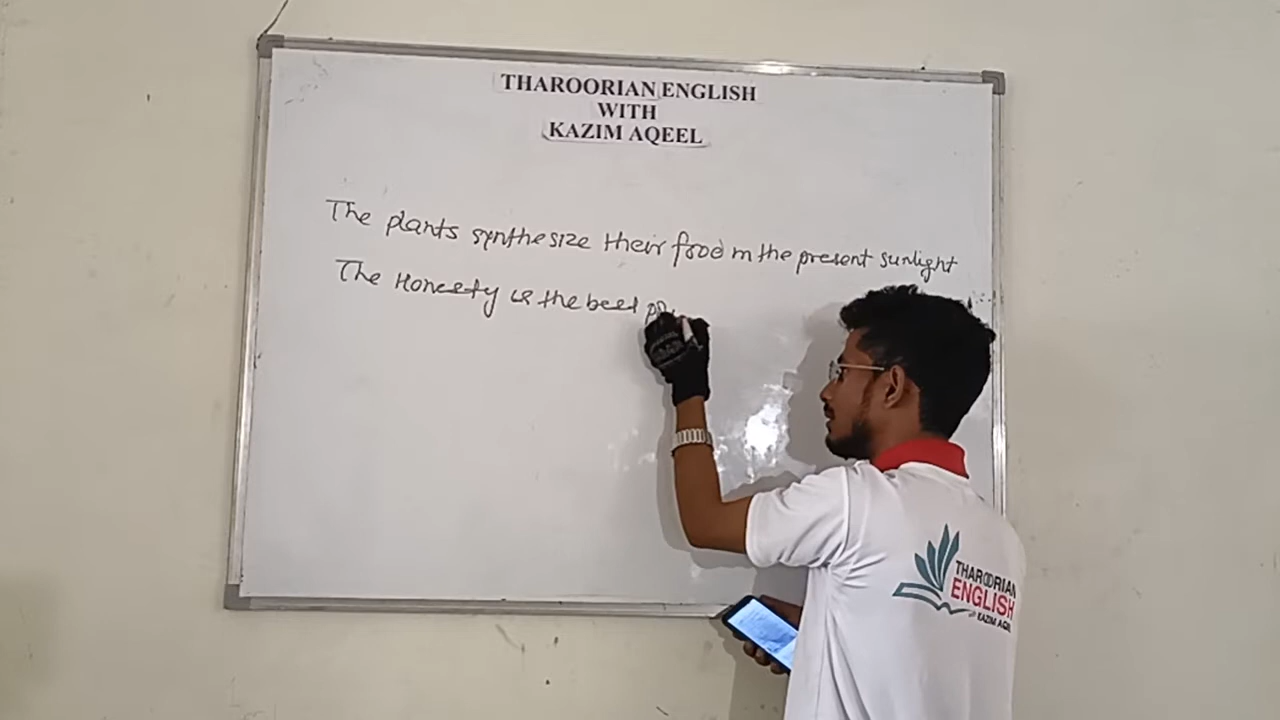 THAROORIAN ENGLISH
WITH
KAZIM AQEEL
The plants synthesize their food in the present sunlight
The Honesty is the best
THAROORIAN
ENGLISH
with KAZIM AQEEL